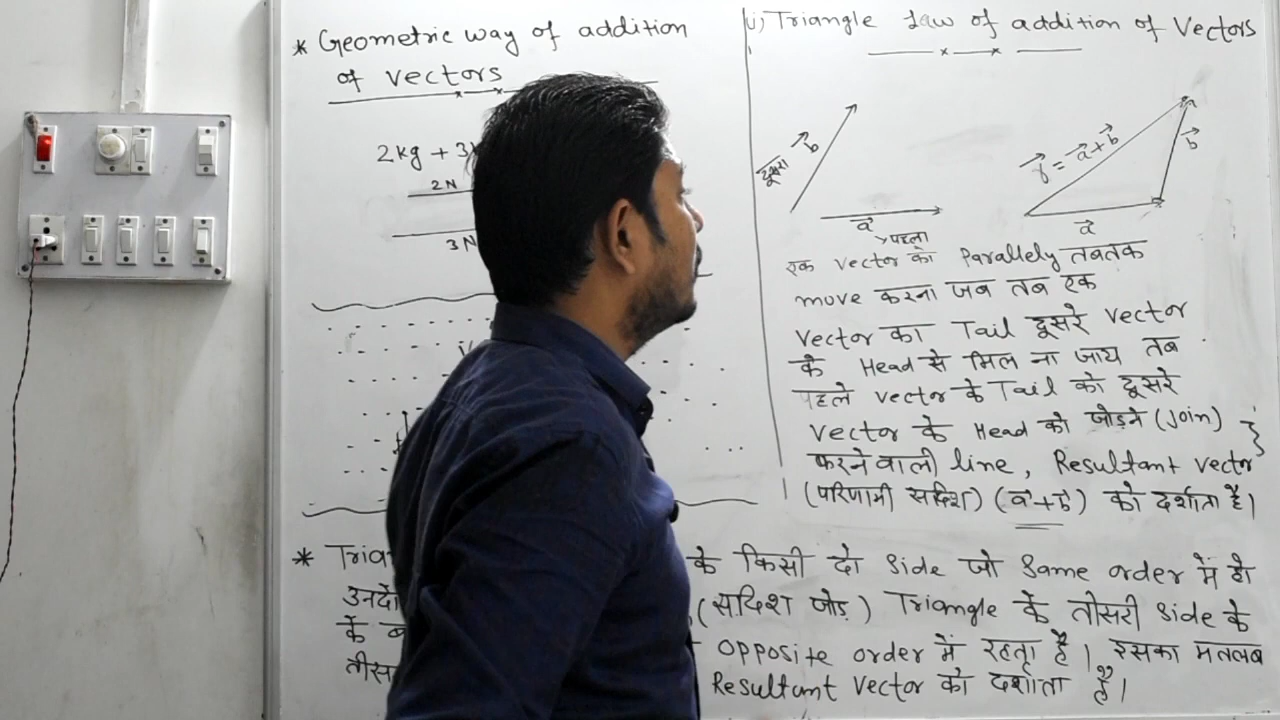 * Geometric way of addition
of vectors
2kg + 3
2N
3N
i) Triangle Law of addition of Vectors
दूसरा
b
a
पहला
r = a + b
b
a
एक vector को Parallely तबतक
move करना जब तब एक
vector का Tail दूसरे vector
के Head से मिल ना जाय तब
पहले vector के Tail को दूसरे
vector के Head को जोड़ने (Join)
करने वाली line, Resultant vector
(परिणामी सदिश) (a+b) को दर्शाता है।
* Tria के किसी दो Side जो Same order में हो
उनदो (सदिश जोड़) Triangle के तीसरी side के
के ब opposite order में रहता है। इसका मतलब
तीस Resultant vector को दर्शाता है।